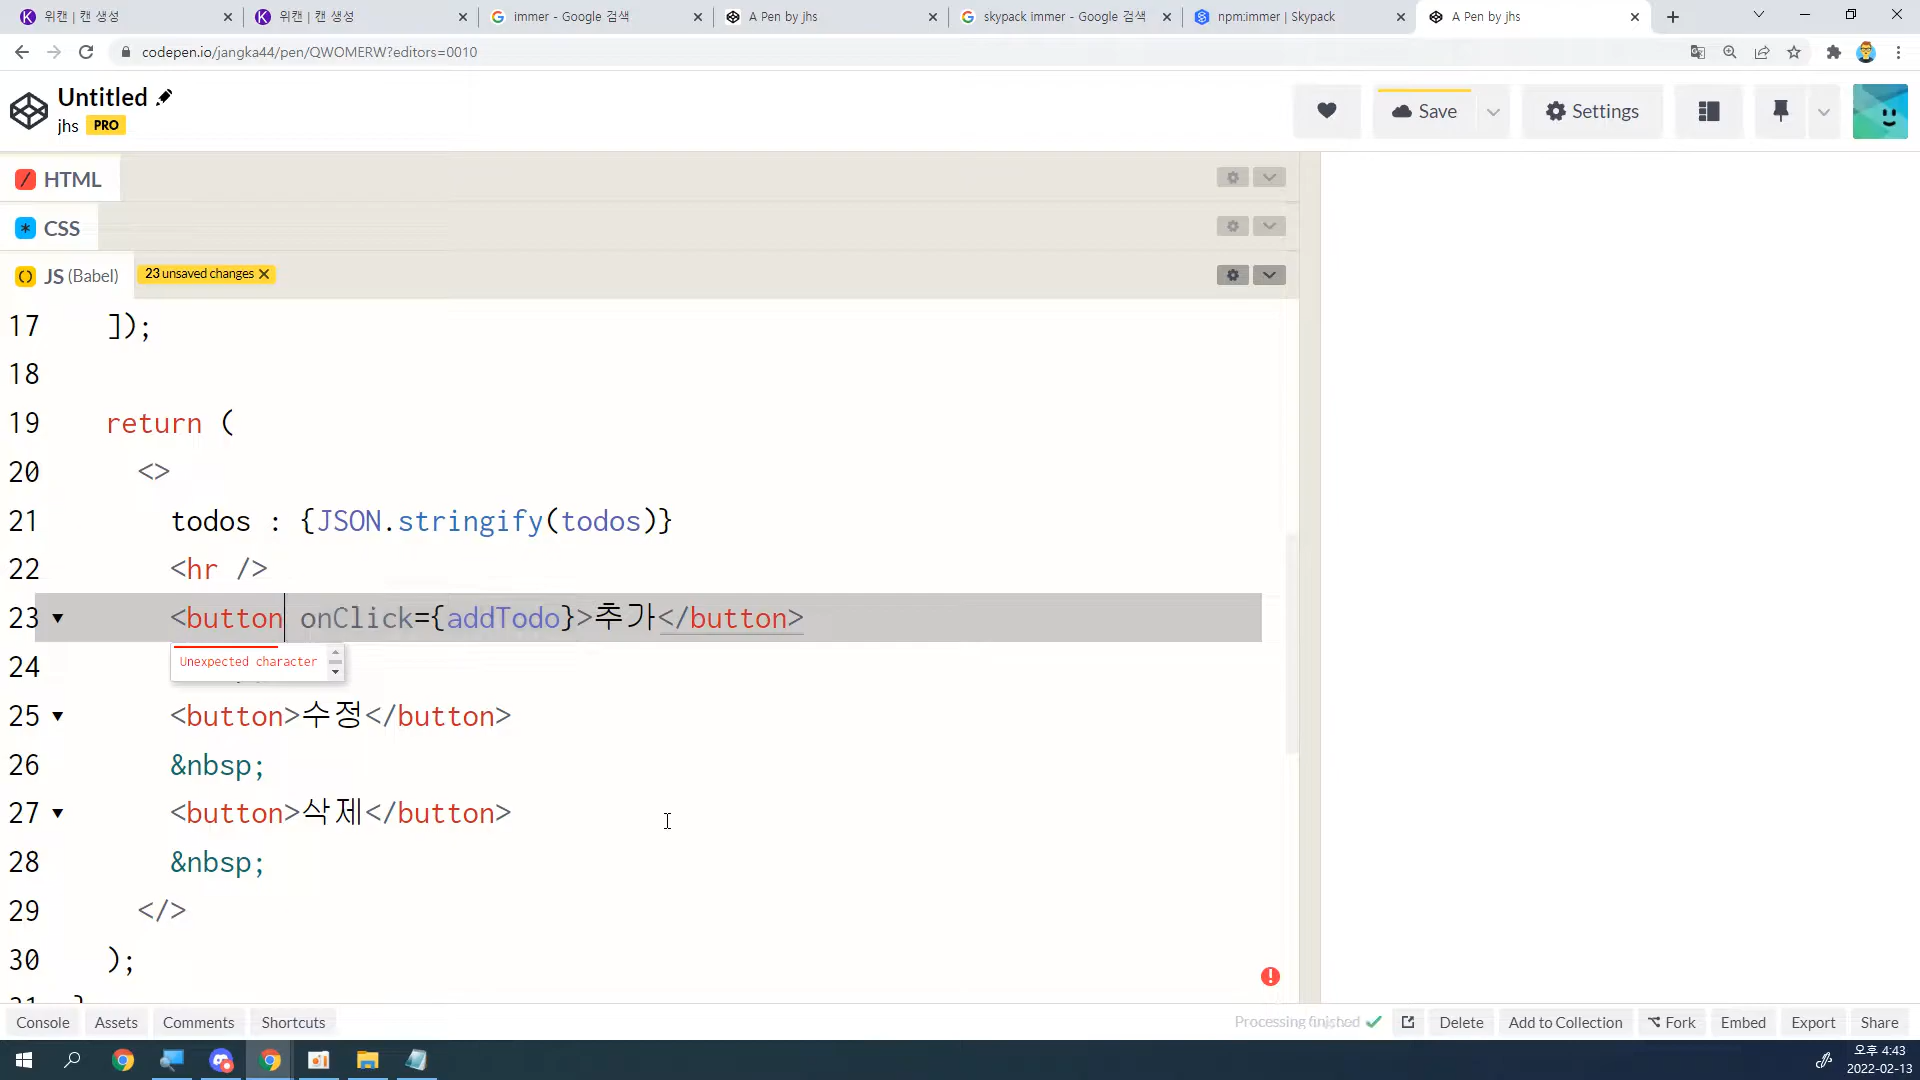 위캔 | 캔 생성
위캔 | 캔 생성
immer - Google 검색
A Pen by jhs
skypack immer - Google 검색
npm:immer | Skypack
A Pen by jhs
codepen.io/jangka44/pen/QWOMERW?editors=0010
Untitled
jhs PRO
Save
Settings
HTML
CSS
JS (Babel)
23 unsaved changes
17 ]);
18
19 return (
20 <>
21 todos : {JSON.stringify(todos)}
22 <hr />
23 <button onClick={addTodo}>추가</button>
24
Unexpected character
25 <button>수정</button>
26 &nbsp;
27 <button>삭제</button>
28 &nbsp;
29 </>
30 );
Console
Assets
Comments
Shortcuts
Processing finished
Delete
Add to Collection
Fork
Embed
Export
Share
오후 4:43
2022-02-13